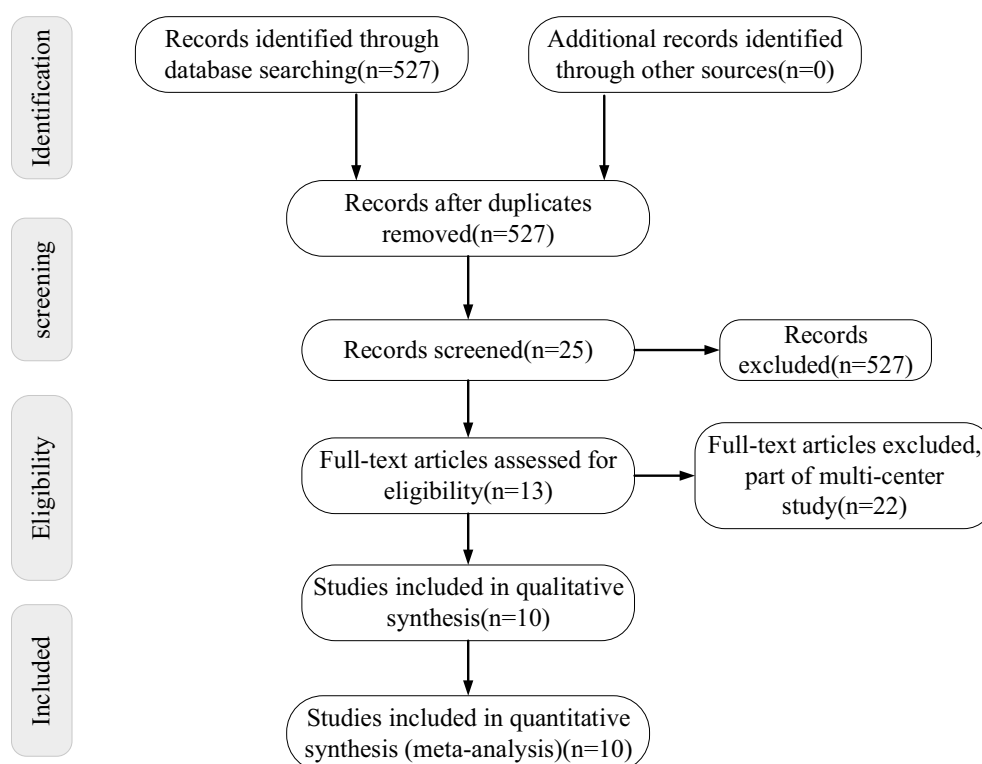 Identification
Records identified through
database searching(n=527)
Additional records identified
through other sources(n=0)
Records after duplicates
removed(n=527)
screening
Records screened(n=25)
Records
excluded(n=527)
Eligibility
Full-text articles assessed for
eligibility(n=13)
Full-text articles excluded,
part of multi-center
study(n=22)
Studies included in qualitative
synthesis(n=10)
Included
Studies included in quantitative
synthesis (meta-analysis)(n=10)